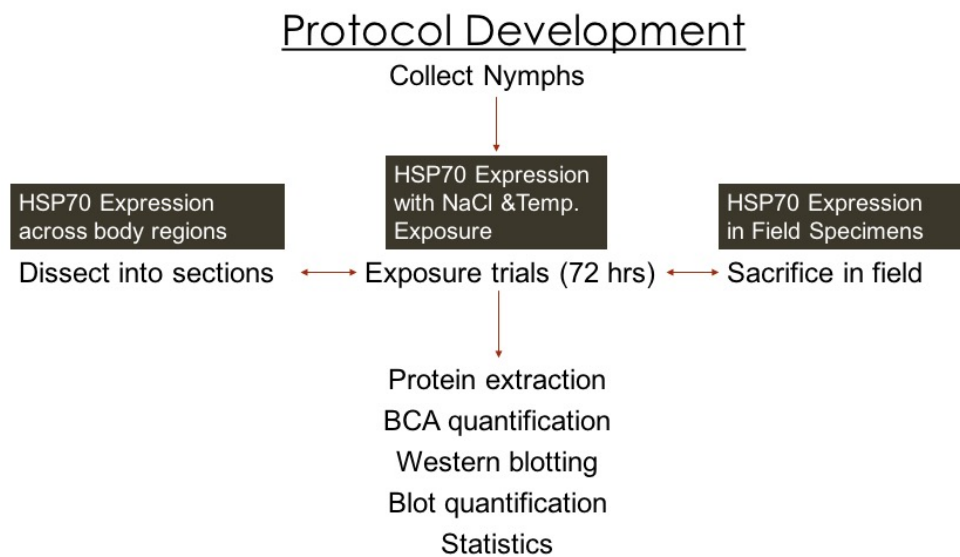 Protocol Development
Collect Nymphs
HSP70 Expression
across body regions
HSP70 Expression
with NaCl &Temp.
Exposure
HSP70 Expression
in Field Specimens
Dissect into sections
Exposure trials (72 hrs)
Sacrifice in field
Protein extraction
BCA quantification
Western blotting
Blot quantification
Statistics